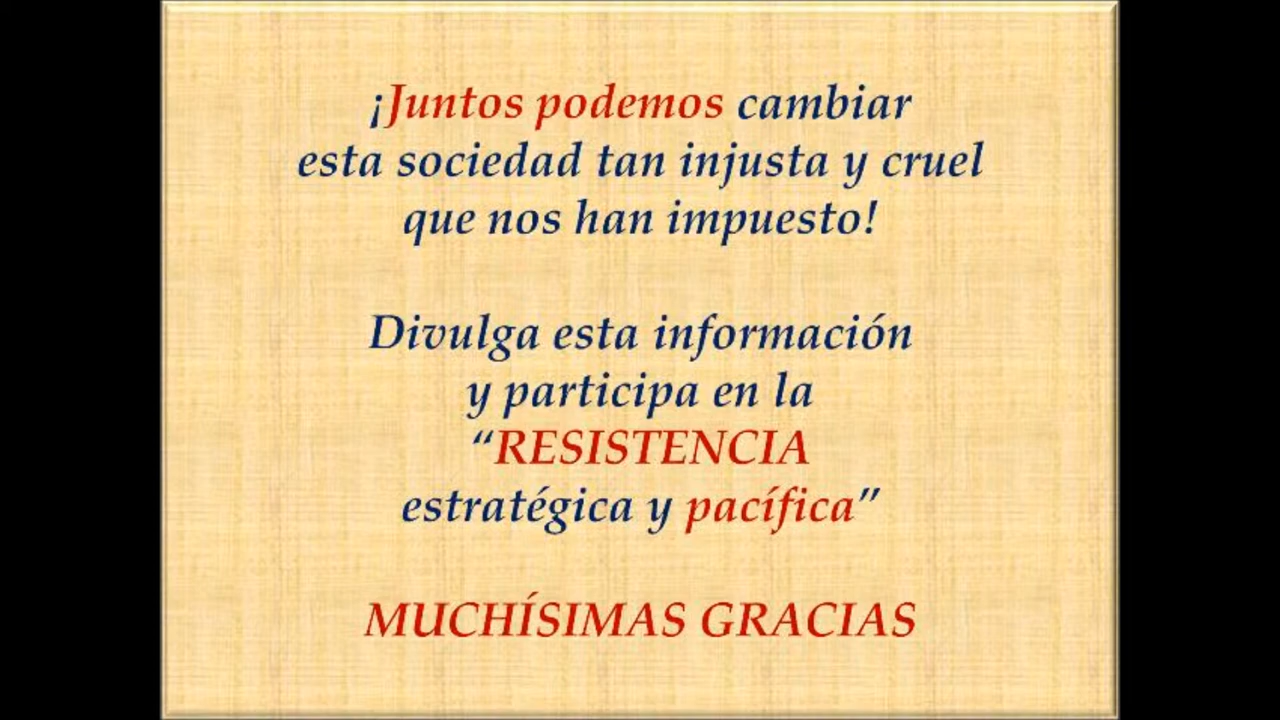 ¡Juntos podemos cambiar
esta sociedad tan injusta y cruel
que nos han impuesto!
Divulga esta información
y participa en la
“RESISTENCIA
estratégica y pacífica”
MUCHÍSIMAS GRACIAS